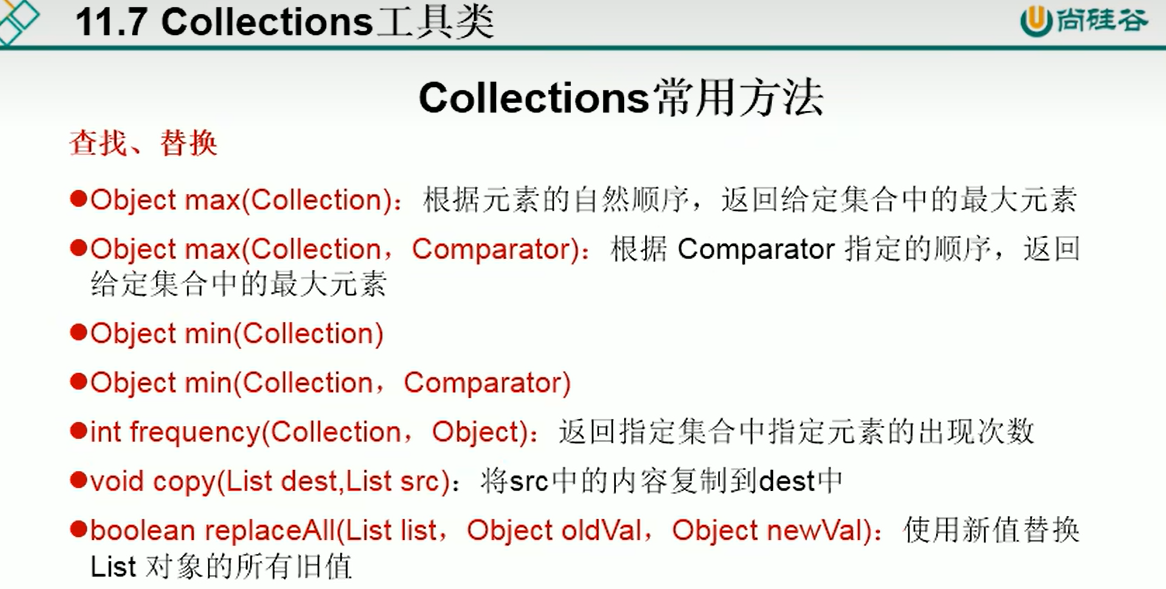 11.7 Collections工具类
尚硅谷
Collections常用方法
查找、替换
●Object max(Collection)：根据元素的自然顺序，返回给定集合中的最大元素
●Object max(Collection，Comparator)：根据 Comparator 指定的顺序，返回
给定集合中的最大元素
●Object min(Collection)
●Object min(Collection，Comparator)
●int frequency(Collection，Object)：返回指定集合中指定元素的出现次数
●void copy(List dest,List src)：将src中的内容复制到dest中
●boolean replaceAll(List list，Object oldVal，Object newVal)：使用新值替换
List 对象的所有旧值